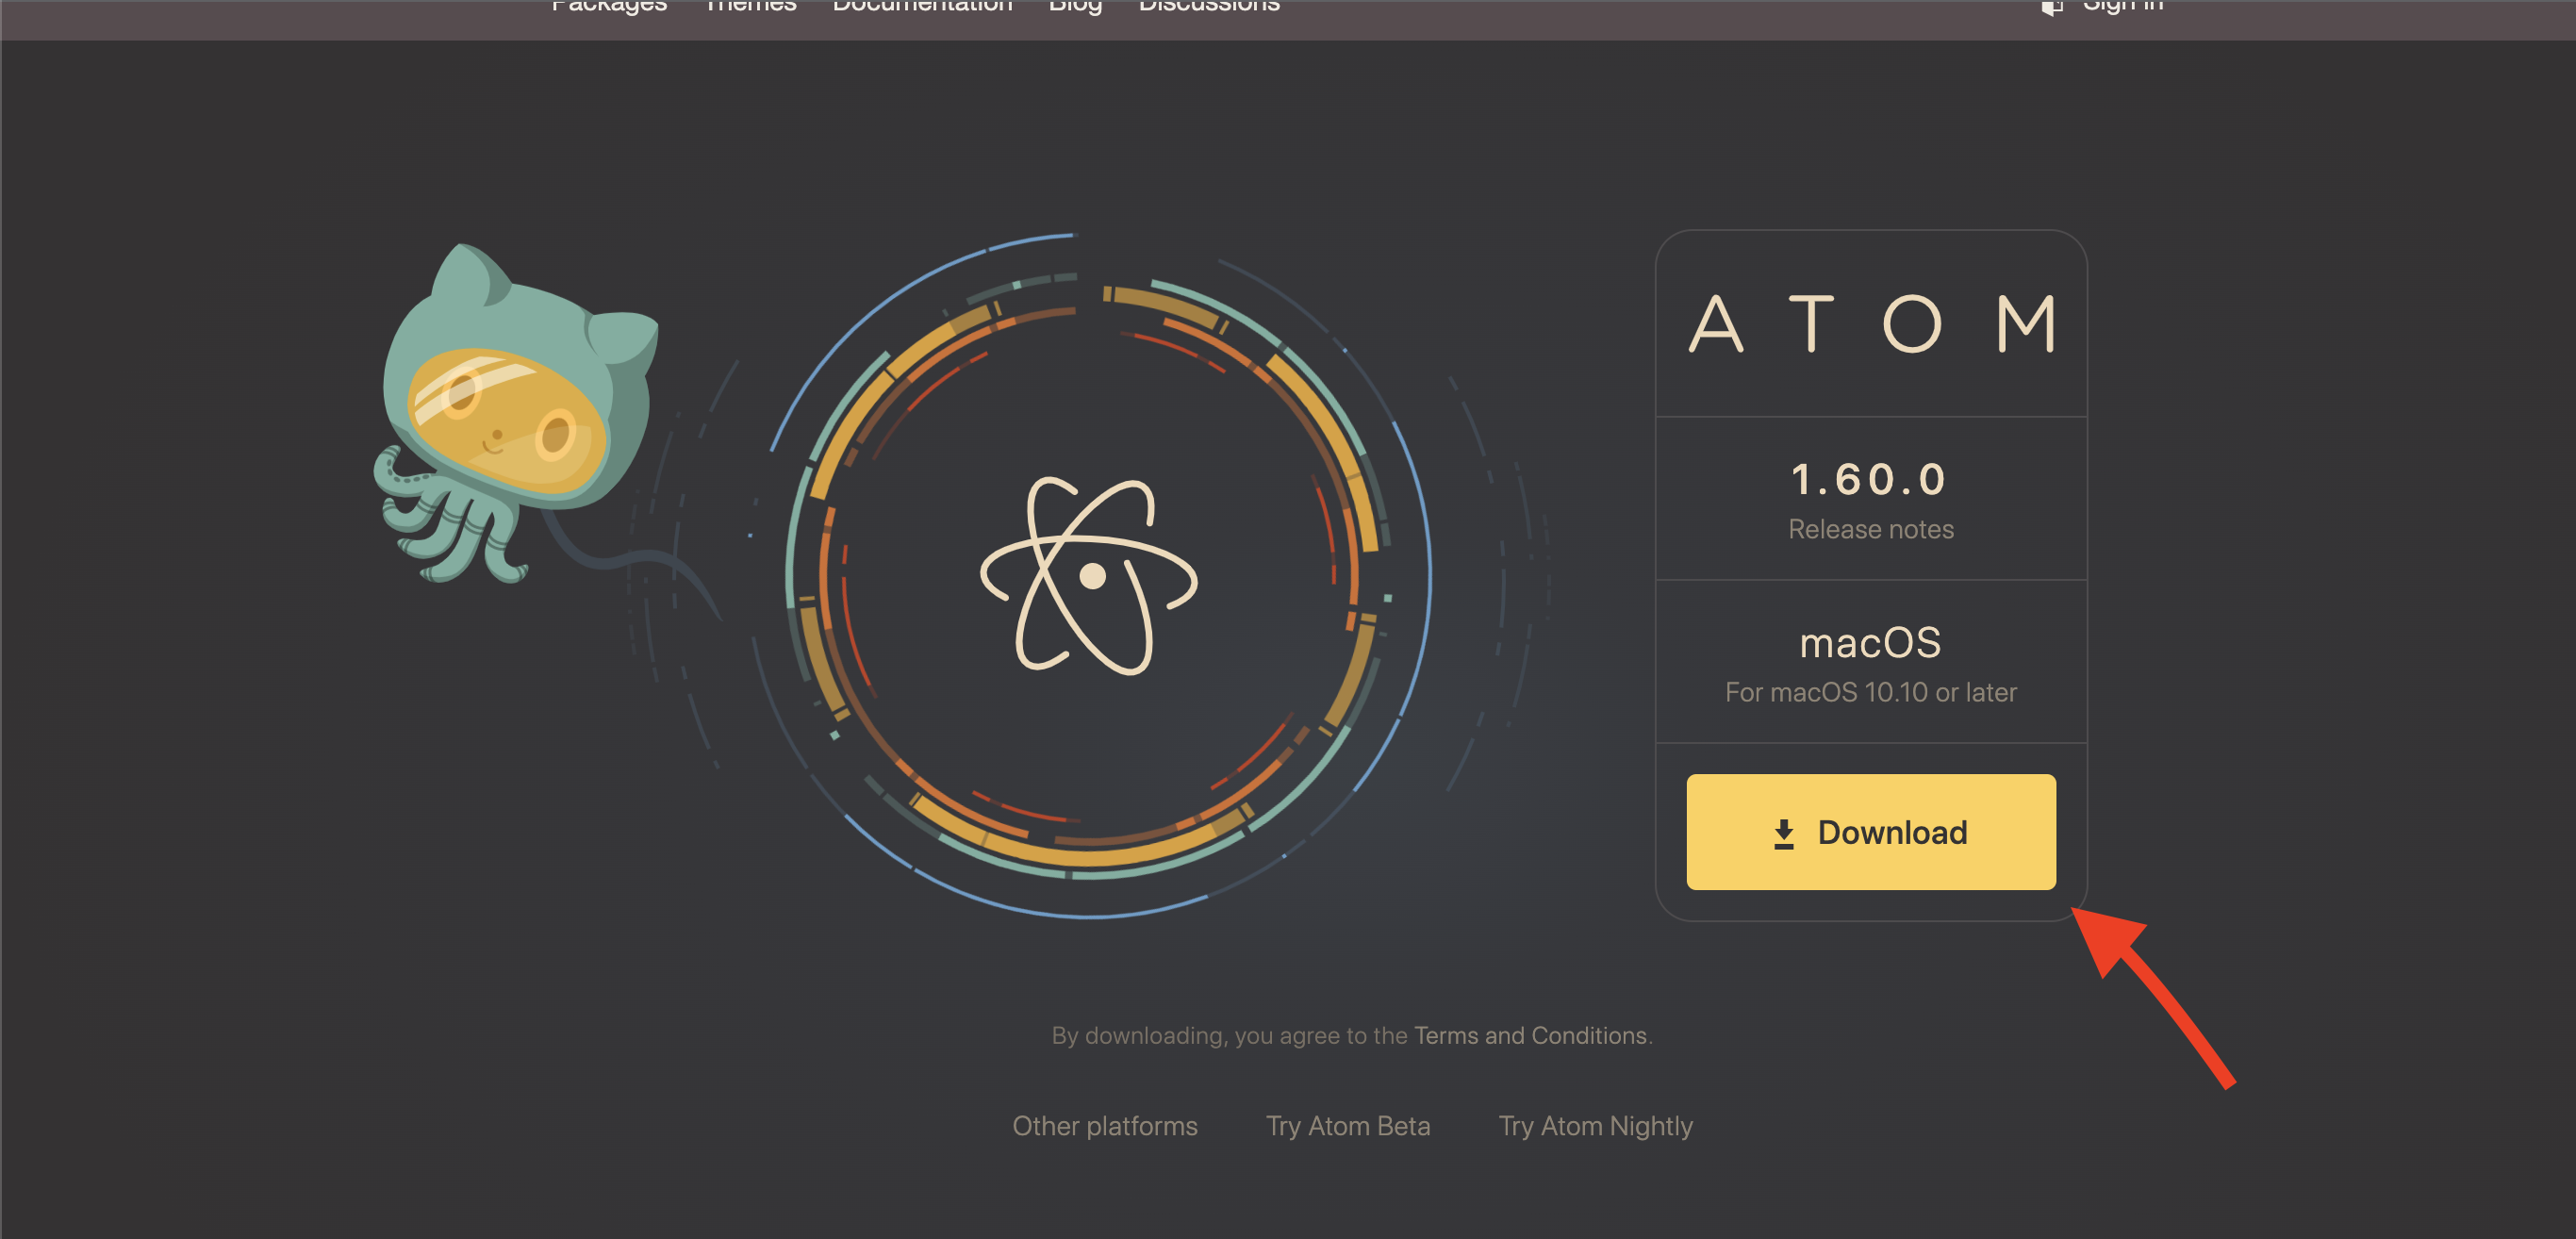 Packages Themes Documentation Blog Discussions Sign in
ATOM
1.60.0
Release notes
macOS
For macOS 10.10 or later
Download
By downloading, you agree to the Terms and Conditions.
Other platforms Try Atom Beta Try Atom Nightly